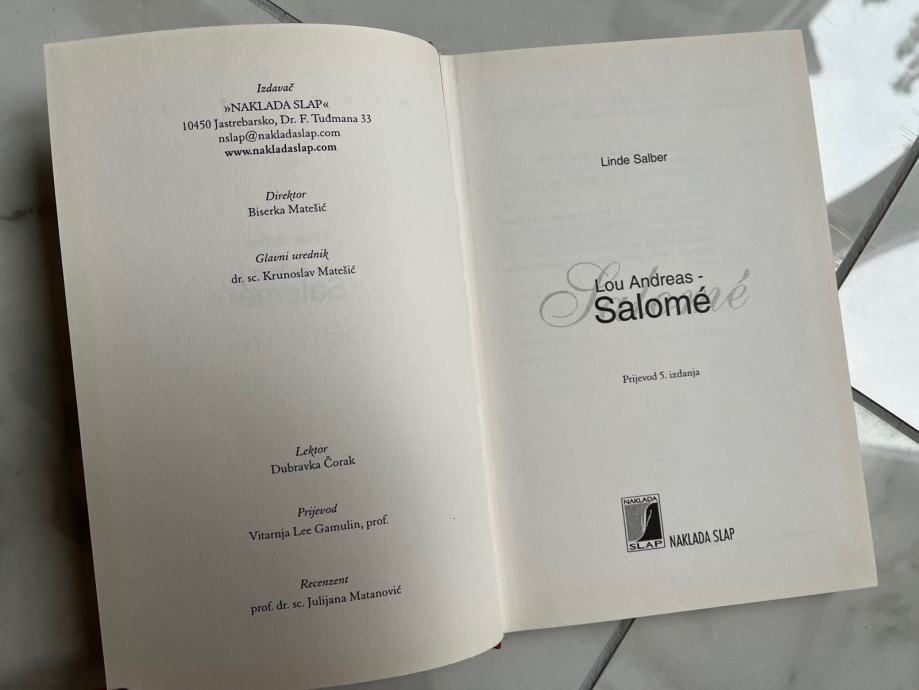 Izdavač
»NAKLADA SLAP«
10450 Jastrebarsko, Dr. F. Tuđmana 33
nslap@nakladaslap.com
www.nakladaslap.com
Direktor
Biserka Matešić
Glavni urednik
dr. sc. Krunoslav Matešić
Lektor
Dubravka Čorak
Prijevod
Vitarnja Lee Gamulin, prof.
Recenzent
prof. dr. sc. Julijana Matanović
Linde Salber
Salomé
Lou Andreas -
Salomé
Prijevod 5. izdanja
NAKLADA
SLAP
NAKLADA SLAP